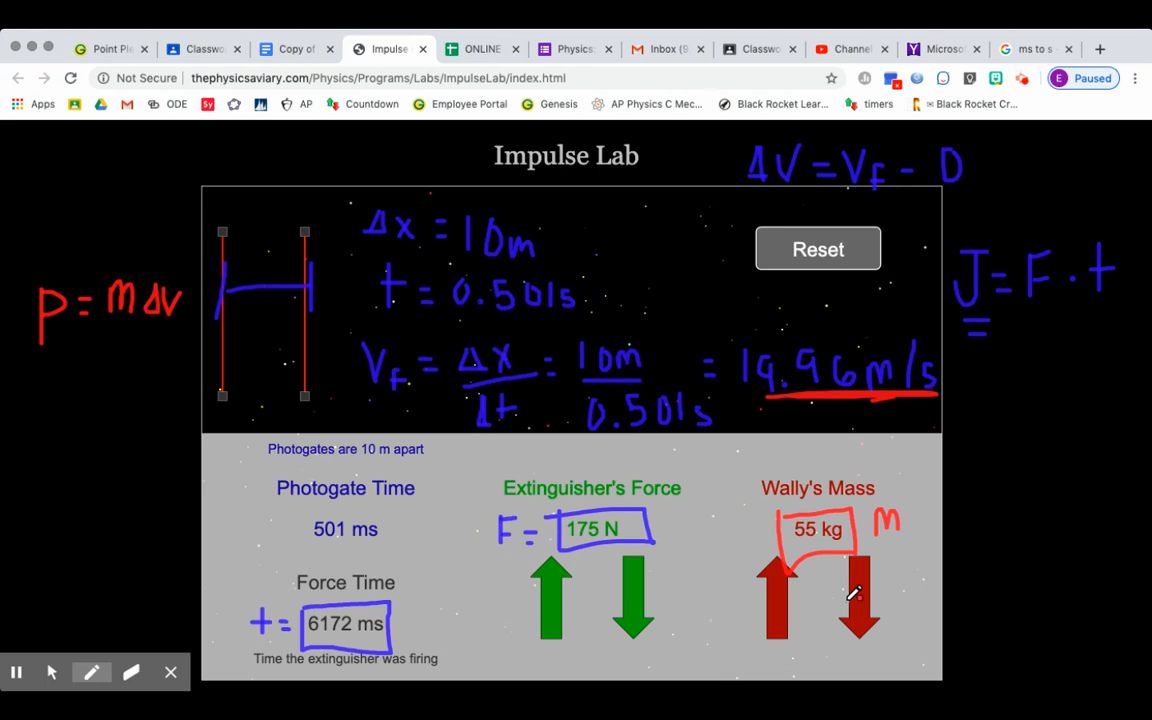 Point Ple
Classwo
Copy of
Impulse
ONLINE
Physics:
Inbox (9
Classwo
Channel
Microso
ms to s -
Not Secure
thephysicsaviary.com/Physics/Programs/Labs/ImpulseLab/index.html
Paused
Apps
ODE
Sy
AP
Countdown
Employee Portal
Genesis
AP Physics C Mec...
Black Rocket Lear...
timers
Black Rocket Cr...
Impulse Lab
ΔV = VF - 0
Δx = 10m
Reset
t = 0.501s
J = F · t
P = mΔV
VF = Δx/Δt = 10m/0.501s = 19.96 m/s
Photogates are 10 m apart
Photogate Time
Extinguisher's Force
Wally's Mass
501 ms
F = 175 N
55 kg M
Force Time
t = 6172 ms
Time the extinguisher was firing